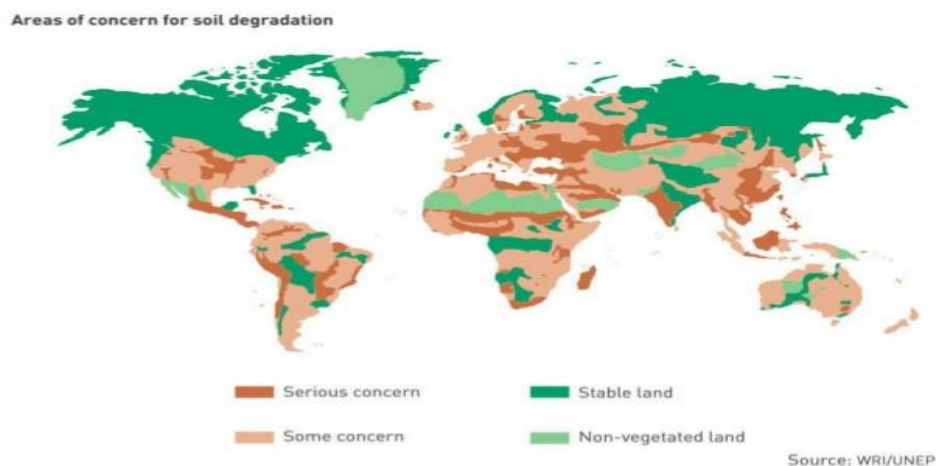 Areas of concern for soil degradation
Serious concern
Stable land
Some concern
Non-vegetated land
Source: WRI/UNEP